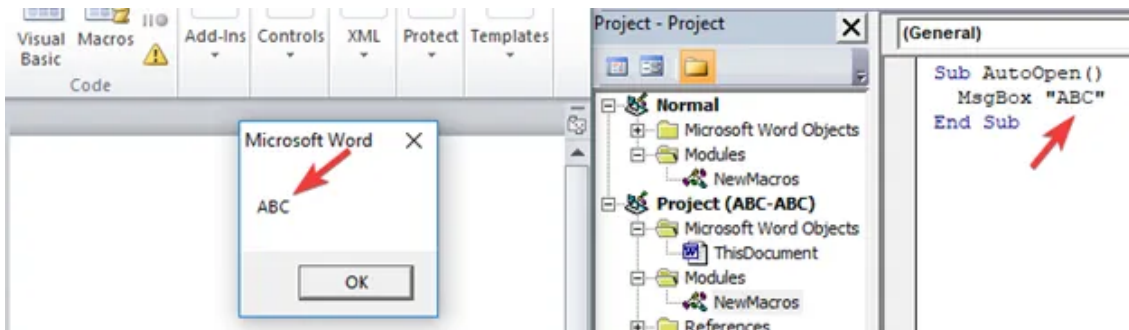 Visual Basic
Macros
Add-Ins
Controls
XML
Protect
Templates
Code
Microsoft Word
ABC
OK
Project - Project
Normal
Microsoft Word Objects
Modules
NewMacros
Project (ABC-ABC)
Microsoft Word Objects
ThisDocument
Modules
NewMacros
References
(General)
Sub AutoOpen()
MsgBox "ABC"
End Sub